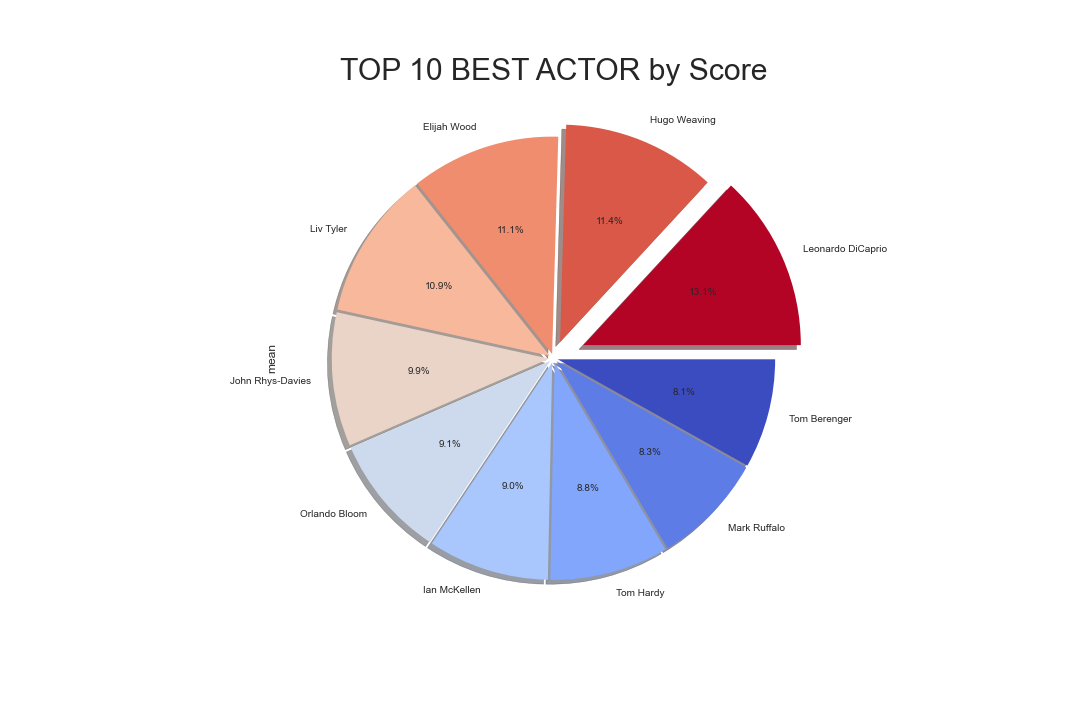 TOP 10 BEST ACTOR by Score
Hugo Weaving
Elijah Wood
11.4%
11.1%
Liv Tyler
Leonardo DiCaprio
10.9%
13.1%
mean
John Rhys-Davies
9.9%
8.1%
Tom Berenger
9.1%
8.3%
9.0%
8.8%
Orlando Bloom
Mark Ruffalo
Ian McKellen
Tom Hardy